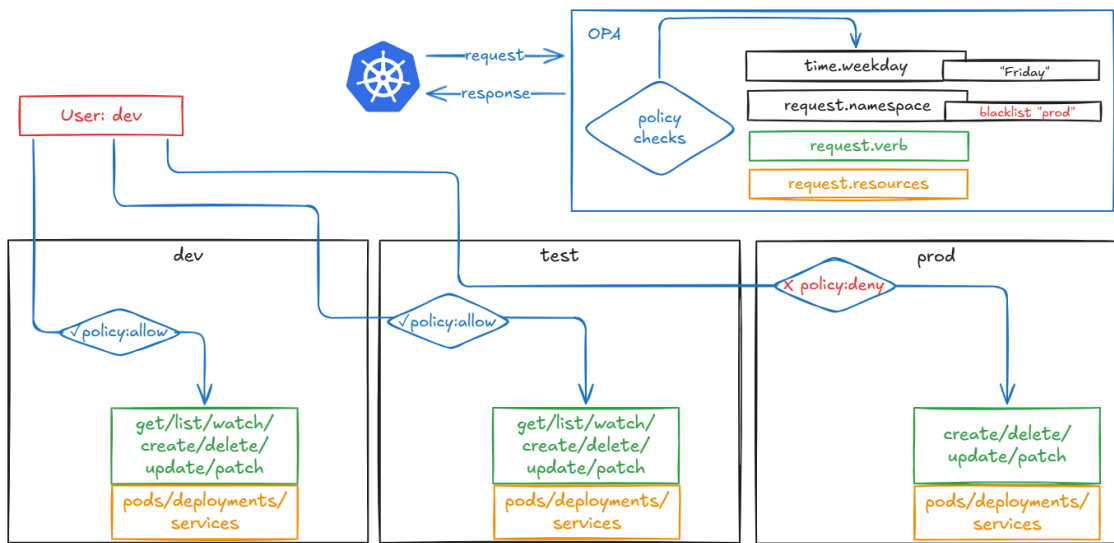 OPA
request
response
time.weekday
"Friday"
request.namespace
blacklist "prod"
policy
checks
request.verb
request.resources
User: dev
dev
test
prod
✓policy:allow
✓policy:allow
X policy:deny
get/list/watch/
create/delete/
update/patch
pods/deployments/
services
get/list/watch/
create/delete/
update/patch
pods/deployments/
services
create/delete/
update/patch
pods/deployments/
services